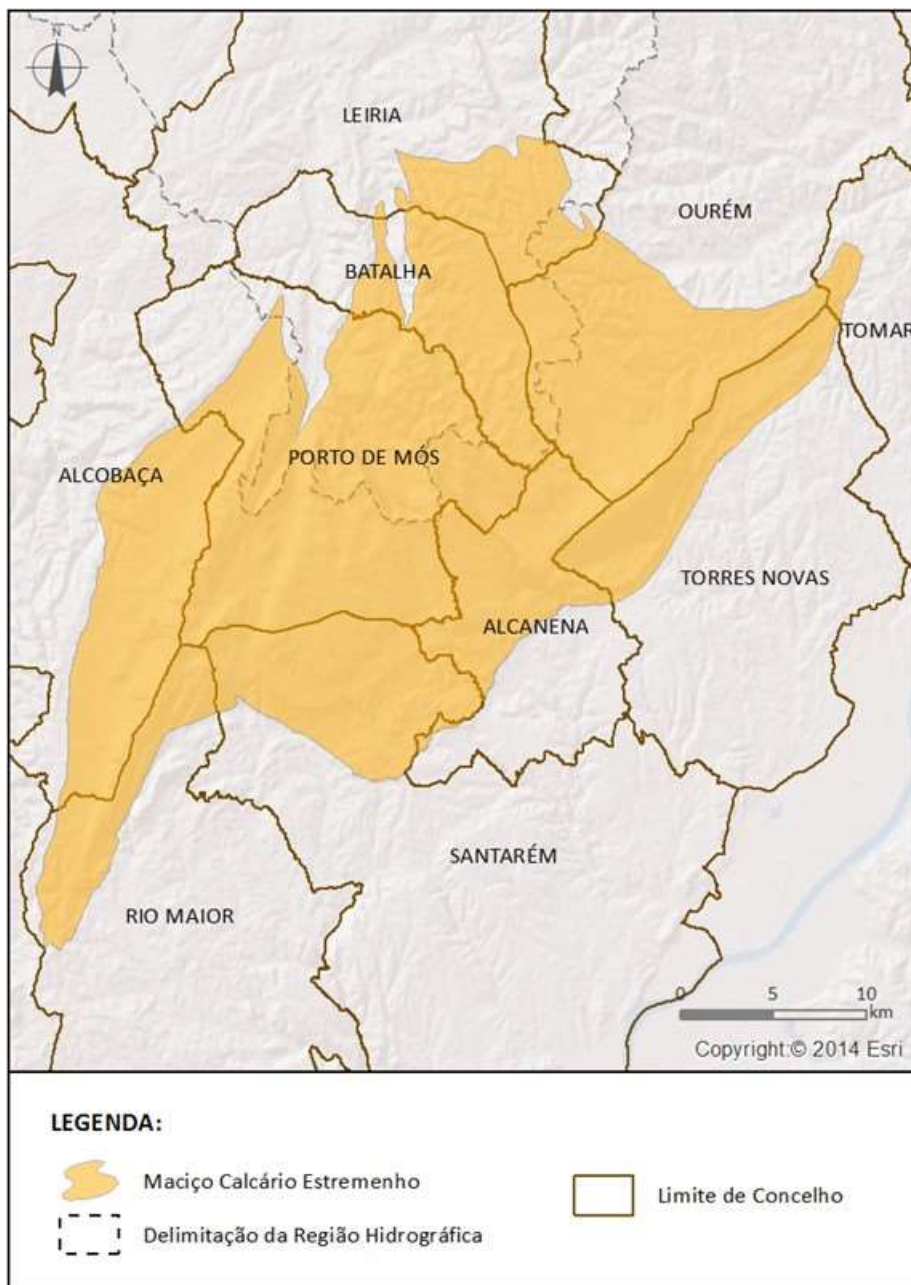 N
LEIRIA
OURÉM
BATALHA
TOMAR
PORTO DE MÓS
ALCOBAÇA
TORRES NOVAS
ALCANENA
SANTARÉM
RIO MAIOR
0 5 10
km
Copyright:© 2014 Esri
LEGENDA:
Maciço Calcário Estremenho
Limite de Concelho
Delimitação da Região Hidrográfica